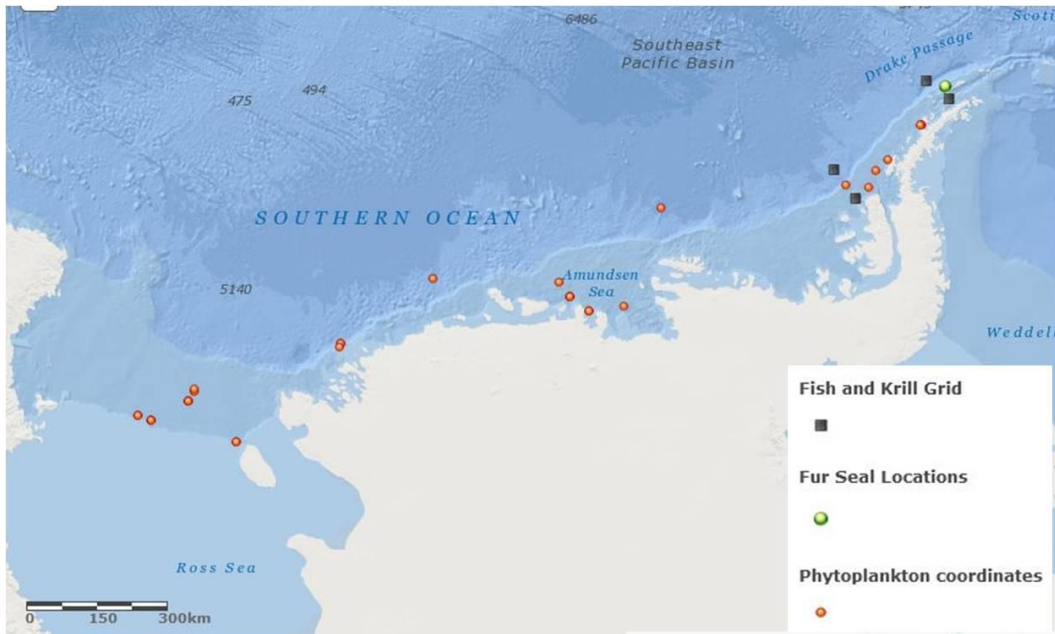 6486
Scoti
Southeast
Pacific Basin
Drake Passage
494
475
SOUTHERN OCEAN
Amundsen
Sea
5140
Weddell
Fish and Krill Grid
Fur Seal Locations
Ross Sea
Phytoplankton coordinates
0 150 300km